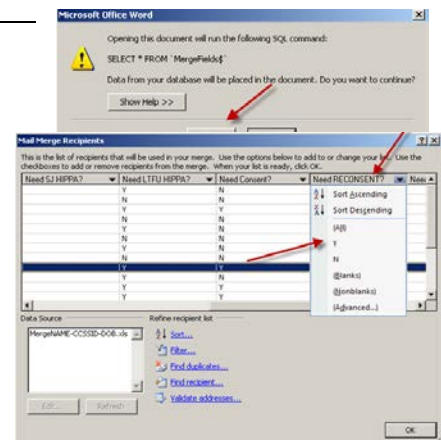 Microsoft Office Word
Opening this document will run the following SQL command:
SELECT * FROM `MergeFields$`
Data from your database will be placed in the document. Do you want to continue?
Show Help >>
Mail Merge Recipients
This is the list of recipients that will be used in your merge. Use the options below to add to or change your list. Use the
checkboxes to add or remove recipients from the merge. When your list is ready, click OK.
Need SJ HIPPA? Need LTFU HIPPA? Need Consent? Need RECONSENT? Need
Y N
N N
Y N
N Y
Y N
N N
N N
Y N
Y Y
Y N
Y Y
Sort Ascending
Sort Descending
(All)
Y
N
(Blanks)
(Nonblanks)
(Advanced...)
Data Source
Refine recipient list
MergeNAME-CCSSID-DOB.xls
Sort...
Filter...
Find duplicates...
Find recipient...
Validate addresses...
Edit...
Refresh
OK